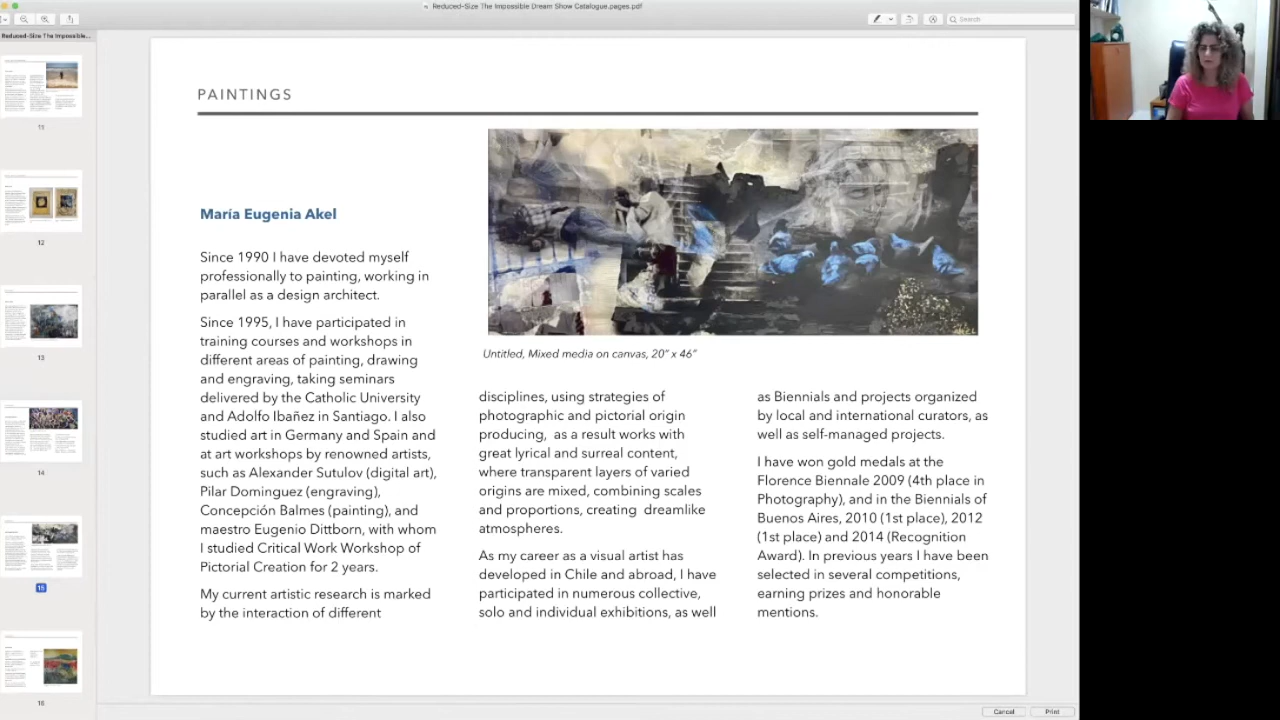 Reduced-Size The Impossible Dream Show Catalogue.pages.pdf
Search
Reduced-Size The Impossible...
11
12
13
14
15
16
PAINTINGS
María Eugenia Akel
Since 1990 I have devoted myself
professionally to painting, working in
parallel as a design architect.
Since 1995 I have participated in
training courses and workshops in
different areas of painting, drawing
and engraving, taking seminars
delivered by the Catholic University
and Adolfo Ibañez in Santiago. I also
studied art in Germany and Spain and
at art workshops by renowned artists,
such as Alexander Sutulov (digital art),
Pilar Dominguez (engraving),
Concepción Balmes (painting), and
maestro Eugenio Dittborn, with whom
I studied Critical Work Workshop of
Pictorial Creation for 2 years.
My current artistic research is marked
by the interaction of different
Untitled, Mixed media on canvas, 20” x 46”
disciplines, using strategies of
photographic and pictorial origin
producing, as a result works with
great lyrical and surreal content,
where transparent layers of varied
origins are mixed, combining scales
and proportions, creating dreamlike
atmospheres.
As my career as a visual artist has
developed in Chile and abroad, I have
participated in numerous collective,
solo and individual exhibitions, as well
as Biennials and projects organized
by local and international curators, as
well as self-managed projects.
I have won gold medals at the
Florence Biennale 2009 (4th place in
Photography), and in the Biennials of
Buenos Aires, 2010 (1st place), 2012
(1st place) and 2014 (Recognition
award). In previous years I have been
selected in several competitions,
earning prizes and honorable
mentions.
Cancel
Print